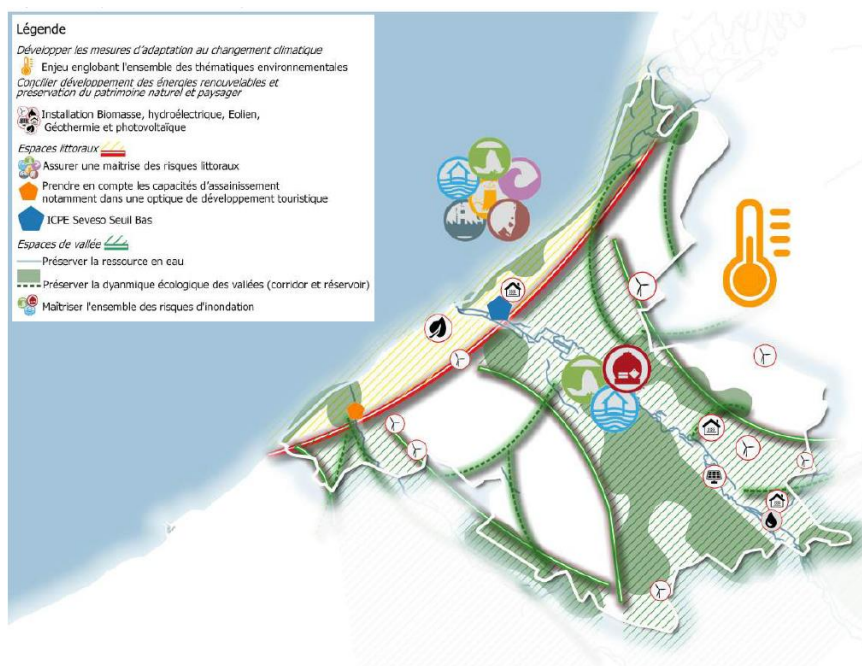 Légende
Développer les mesures d'adaptation au changement climatique
Enjeu englobant l'ensemble des thématiques environnementales
Concilier développement des énergies renouvelables et
préservation du patrimoine naturel et paysager
Installation Biomasse, hydroélectrique, Eolien,
Géothermie et photovoltaïque
Espaces littoraux
Assurer une maitrise des risques littoraux
Prendre en compte les capacités d'assainissement
notamment dans une optique de développement touristique
ICPE Seveso Seuil Bas
Espaces de vallée
Préserver la ressource en eau
Préserver la dyanmique écologique des vallées (corridor et réservoir)
Maîtriser l'ensemble des risques d'inondation